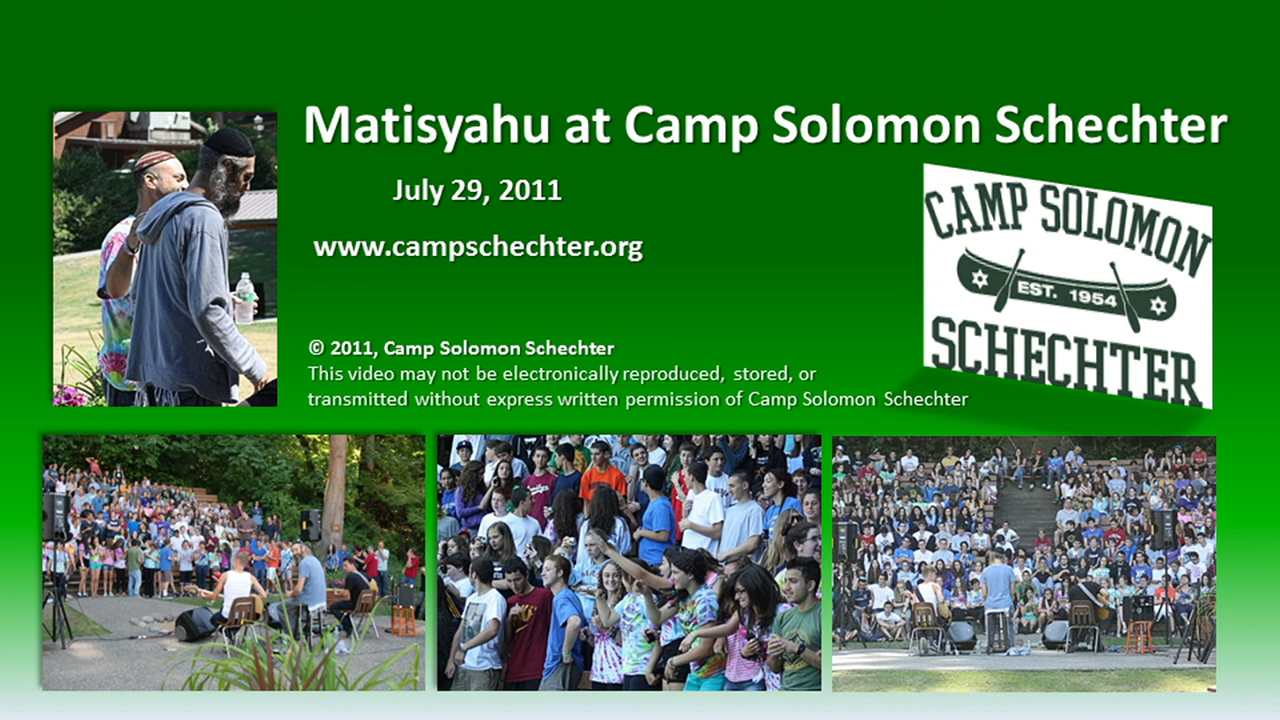 Matisyahu at Camp Solomon Schechter
July 29, 2011
www.campschechter.org
CAMP SOLOMON
EST. 1954
SCHECHTER
© 2011, Camp Solomon Schechter
This video may not be electronically reproduced, stored, or
transmitted without express written permission of Camp Solomon Schechter